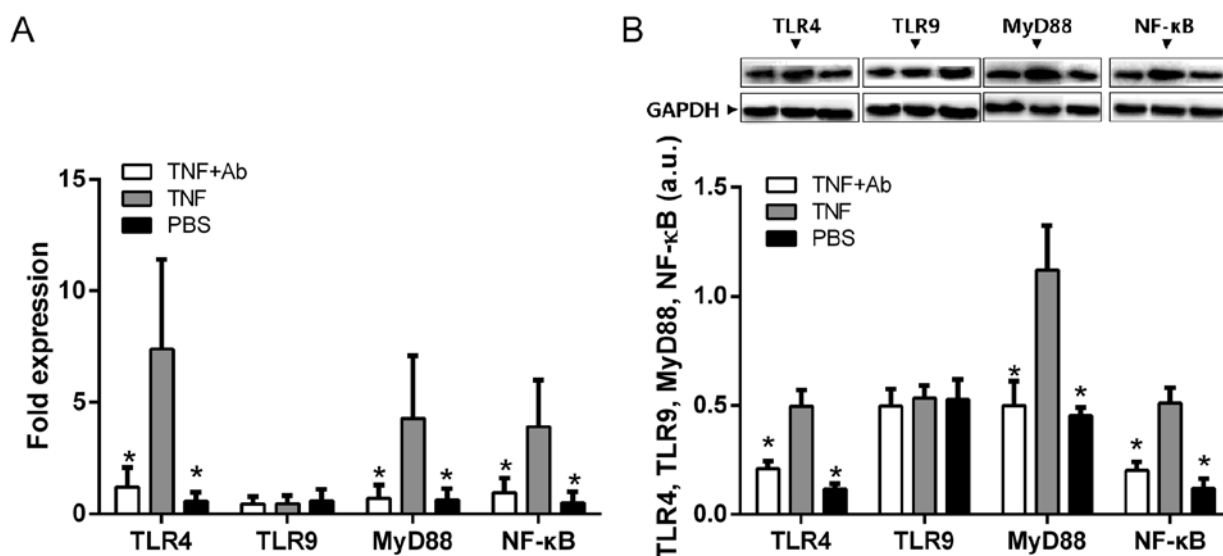 A
TNF+Ab
TNF
PBS
Fold expression
15
10
5
0
*
*
*
*
*
*
TLR4 TLR9 MyD88 NF-κB
B
TLR4 TLR9 MyD88 NF-κB
GAPDH
TNF+Ab
TNF
PBS
TLR4, TLR9, MyD88, NF-κB (a.u.)
1.5
1.0
0.5
0.0
*
*
*
*
*
*
TLR4 TLR9 MyD88 NF-κB